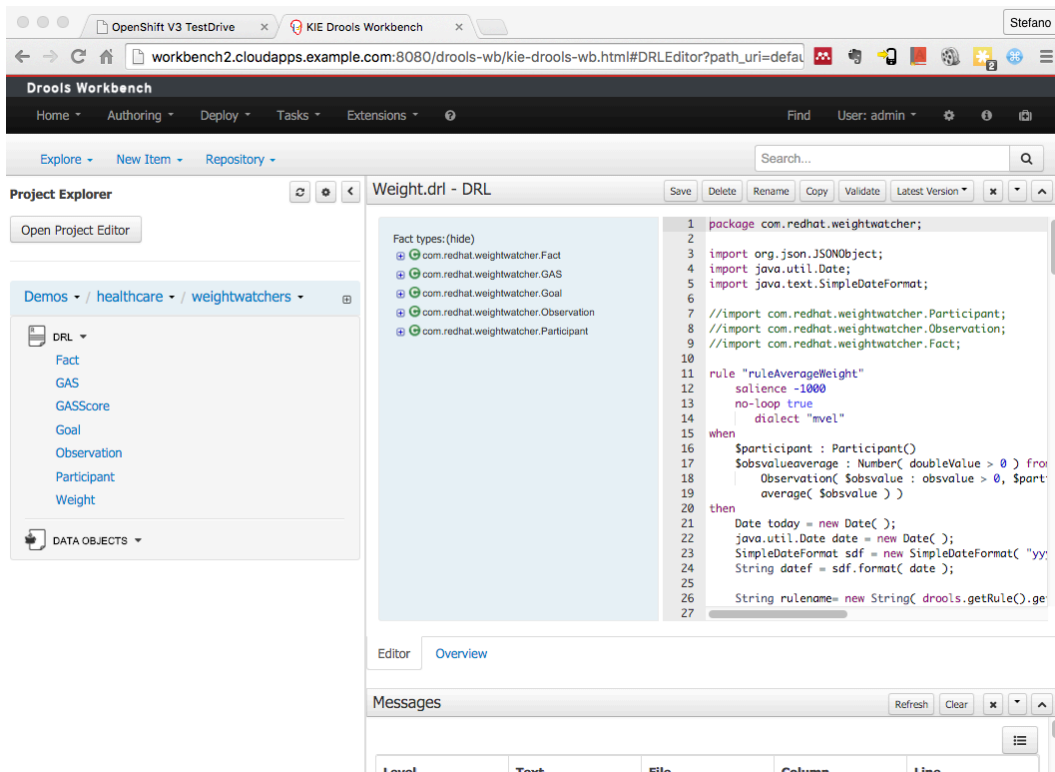 OpenShift V3 TestDrive × KIE Drools Workbench × Stefano
workbench2.cloudapps.example.com:8080/drools-wb/kie-drools-wb.html#DRLEditor?path_uri=defau 2
Drools Workbench
Home Authoring Deploy Tasks Extensions Find User: admin
Explore New Item Repository Search...
Project Explorer
Open Project Editor
Demos / healthcare / weightwatchers
DRL
Fact
GAS
GASScore
Goal
Observation
Participant
Weight
DATA OBJECTS
Weight.drl - DRL Save Delete Rename Copy Validate Latest Version
Fact types:(hide)
com.redhat.weightwatcher.Fact
com.redhat.weightwatcher.GAS
com.redhat.weightwatcher.Goal
com.redhat.weightwatcher.Observation
com.redhat.weightwatcher.Participant
1 package com.redhat.weightwatcher;
2
3 import org.json.JSONObject;
4 import java.util.Date;
5 import java.text.SimpleDateFormat;
6
7 //import com.redhat.weightwatcher.Participant;
8 //import com.redhat.weightwatcher.Observation;
9 //import com.redhat.weightwatcher.Fact;
10
11 rule "ruleAverageWeight"
12 salience -1000
13 no-loop true
14 dialect "mvel"
15 when
16 $participant : Participant()
17 $obsvalueaverage : Number( doubleValue > 0 ) from
18 Observation( $obsvalue : obsvalue > 0, $part
19 average( $obsvalue ) )
20 then
21 Date today = new Date( );
22 java.util.Date date = new Date( );
23 SimpleDateFormat sdf = new SimpleDateFormat( "yyy
24 String datef = sdf.format( date );
25
26 String rulename= new String( drools.getRule().ge
27
Editor Overview
Messages Refresh Clear
Level Text File Column Line